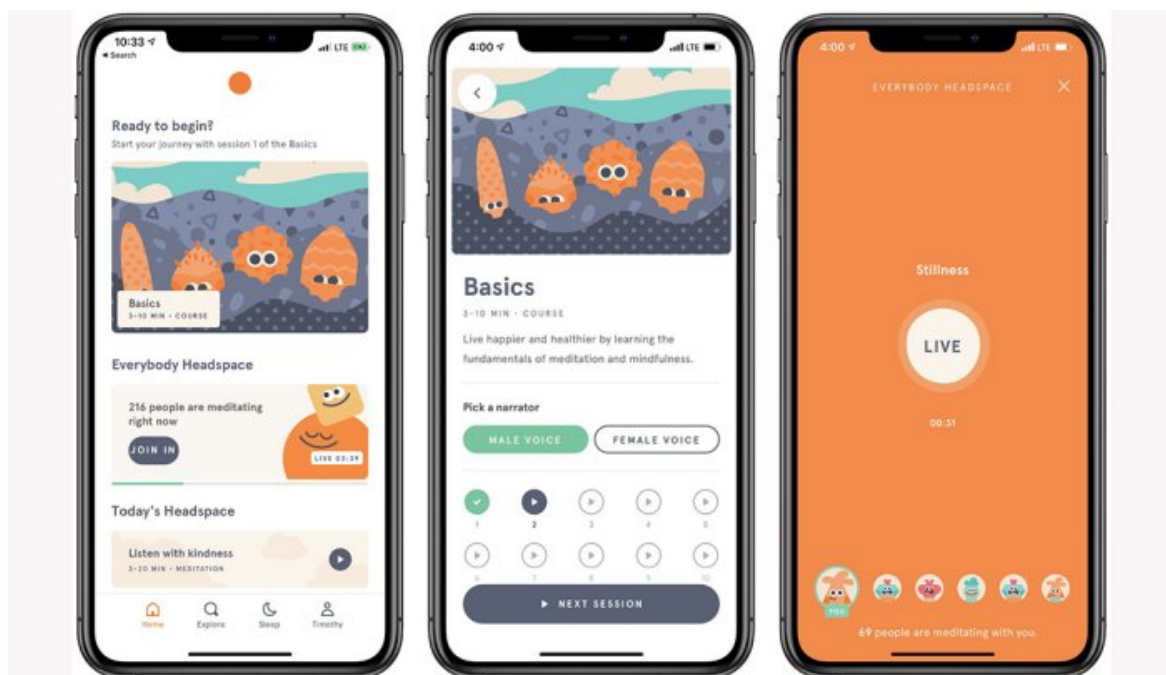 10:33
LTE
Search
Ready to begin?
Start your journey with session 1 of the Basics
Basics
3-10 MIN • COURSE
Everybody Headspace
216 people are meditating
right now
JOIN IN
LIVE 03:39
Today's Headspace
Listen with kindness
3-20 MIN • MEDITATION
Home
Explore
Sleep
Timothy
4:00
LTE
Basics
3-10 MIN • COURSE
Live happier and healthier by learning the
fundamentals of meditation and mindfulness.
Pick a narrator
MALE VOICE
FEMALE VOICE
1 2 3 4 5
6 7 8 9 10
NEXT SESSION
4:00
LTE
EVERYBODY HEADSPACE
Stillness
LIVE
00:31
YOU
69 people are meditating with you.